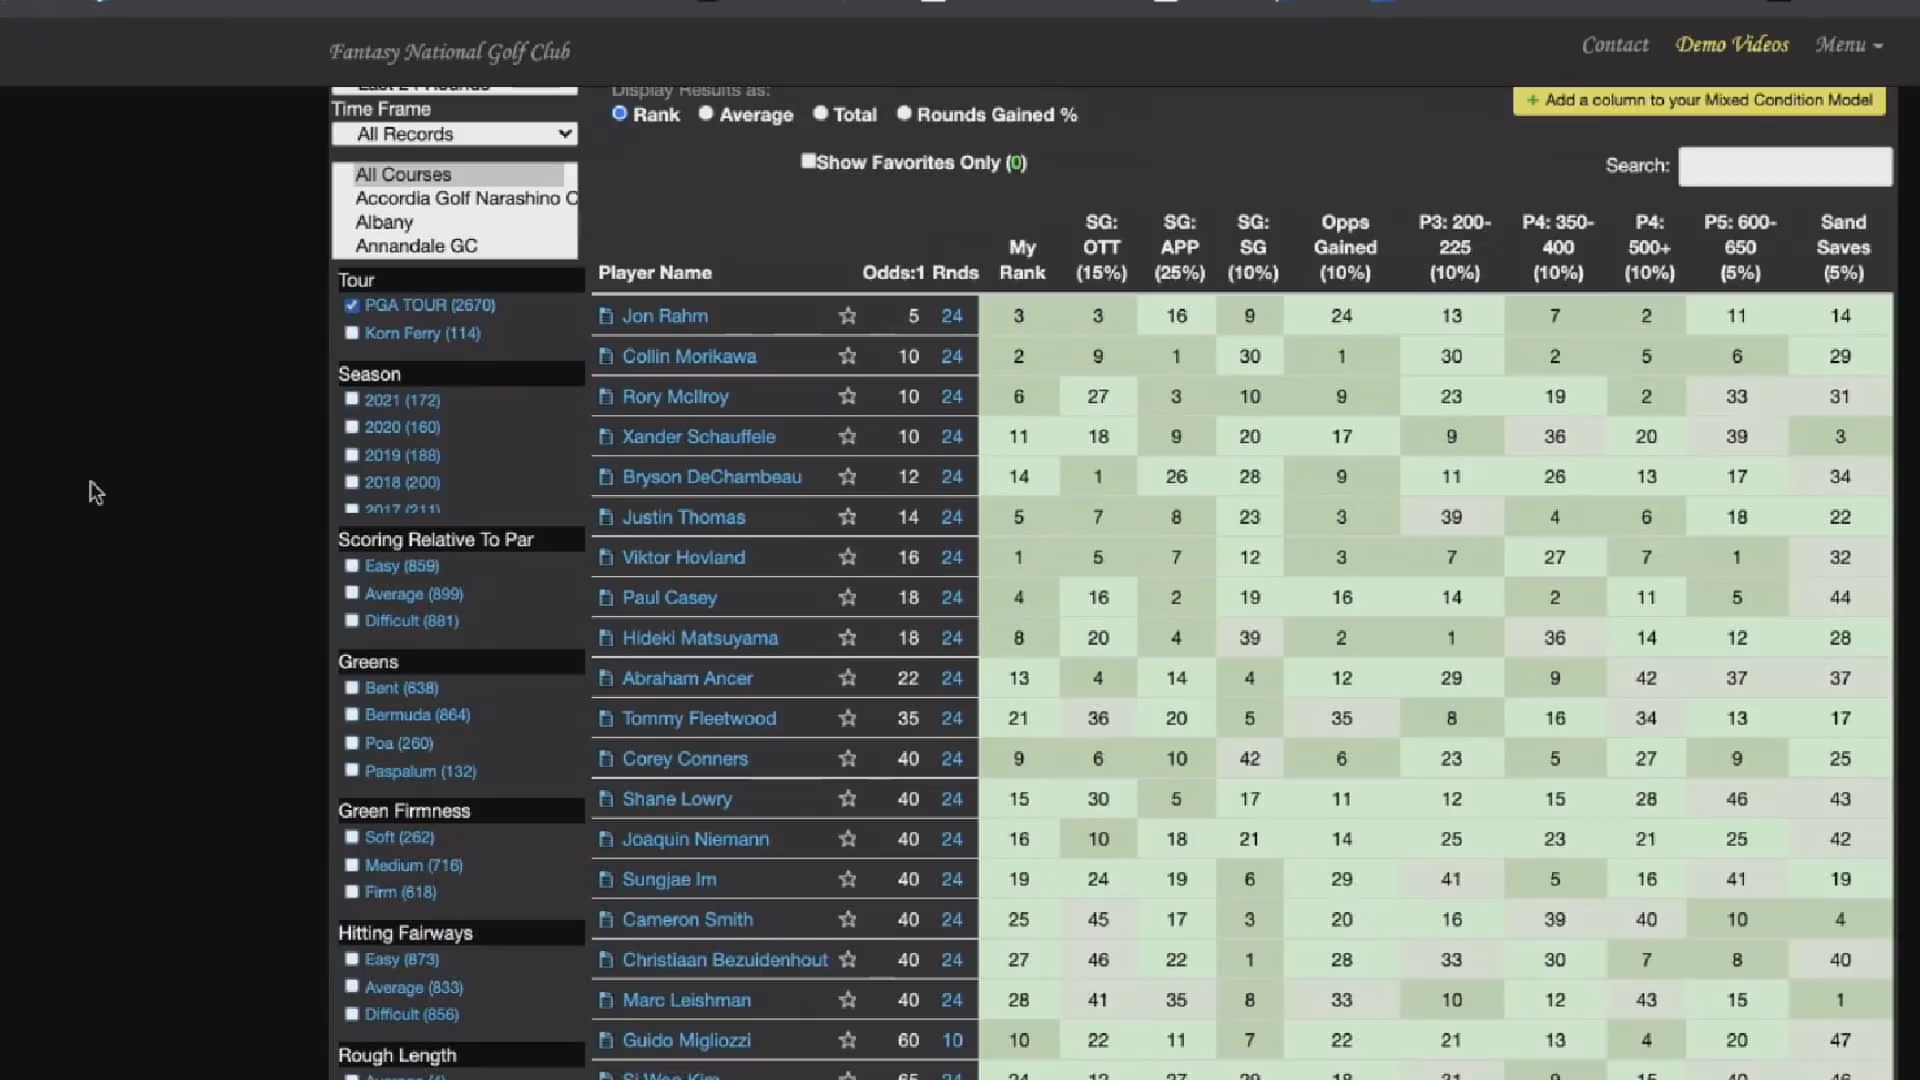 Fantasy National Golf Club
Contact Demo Videos Menu
Time Frame
All Records
All Courses
Accordia Golf Narashino C
Albany
Annandale GC
Tour
PGA TOUR (2670)
Korn Ferry (114)
Season
2021 (172)
2020 (160)
2019 (188)
2018 (200)
2017 (211)
Scoring Relative To Par
Easy (859)
Average (899)
Difficult (881)
Greens
Bent (638)
Bermuda (864)
Poa (260)
Paspalum (132)
Green Firmness
Soft (262)
Medium (716)
Firm (618)
Hitting Fairways
Easy (873)
Average (833)
Difficult (856)
Rough Length
Display Results as:
Rank Average Total Rounds Gained %
+ Add a column to your Mixed Condition Model
Show Favorites Only (0)
Search:
Player Name Odds:1 Rnds My Rank SG: OTT (15%) SG: APP (25%) SG: SG (10%) Opps Gained (10%) P3: 200-225 (10%) P4: 350-400 (10%) P4: 500+ (10%) P5: 600-650 (5%) Sand Saves (5%)
Jon Rahm 5 24 3 3 16 9 24 13 7 2 11 14
Collin Morikawa 10 24 2 9 1 30 1 30 2 5 6 29
Rory McIlroy 10 24 6 27 3 10 9 23 19 2 33 31
Xander Schauffele 10 24 11 18 9 20 17 9 36 20 39 3
Bryson DeChambeau 12 24 14 1 26 28 9 11 26 13 17 34
Justin Thomas 14 24 5 7 8 23 3 39 4 6 18 22
Viktor Hovland 16 24 1 5 7 12 3 7 27 7 1 32
Paul Casey 18 24 4 16 2 19 16 14 2 11 5 44
Hideki Matsuyama 18 24 8 20 4 39 2 1 36 14 12 28
Abraham Ancer 22 24 13 4 14 4 12 29 9 42 37 37
Tommy Fleetwood 35 24 21 36 20 5 35 8 16 34 13 17
Corey Conners 40 24 9 6 10 42 6 23 5 27 9 25
Shane Lowry 40 24 15 30 5 17 11 12 15 28 46 43
Joaquin Niemann 40 24 16 10 18 21 14 25 23 21 25 42
Sungjae Im 40 24 19 24 19 6 29 41 5 16 41 19
Cameron Smith 40 24 25 45 17 3 20 16 39 40 10 4
Christiaan Bezuidenhout 40 24 27 46 22 1 28 33 30 7 8 40
Marc Leishman 40 24 28 41 35 8 33 10 12 43 15 1
Guido Migliozzi 60 10 10 22 11 7 22 21 13 4 20 47